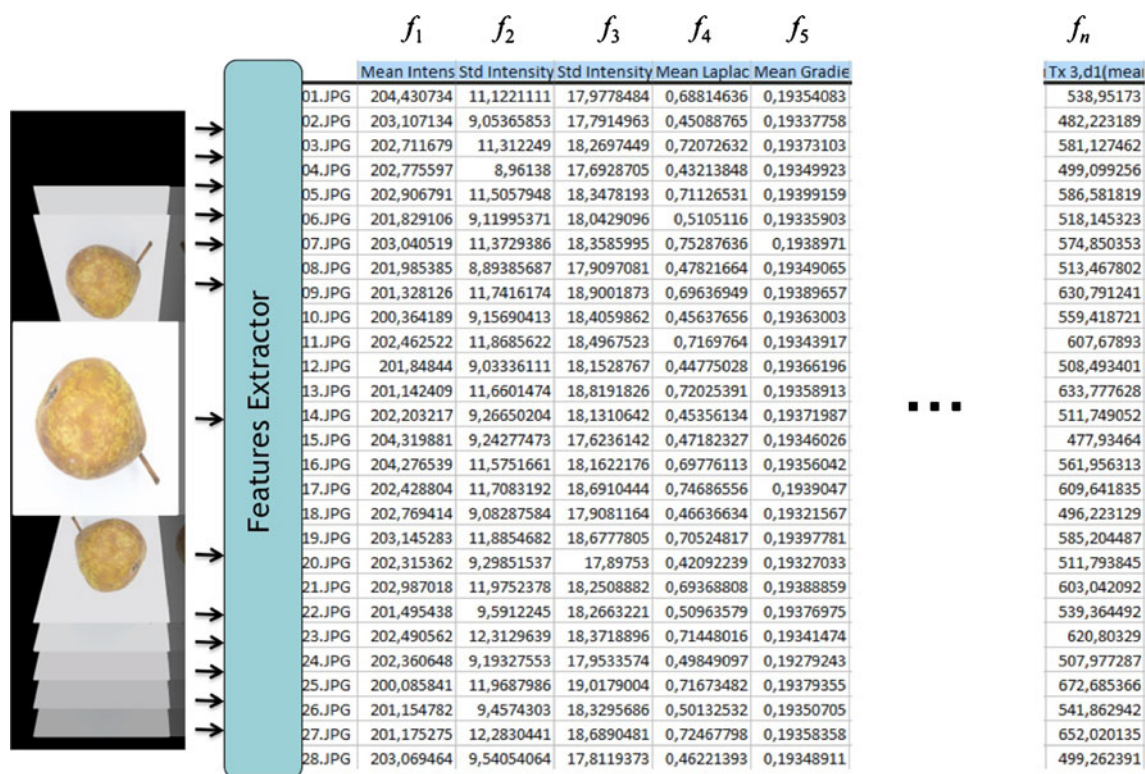 f1 f2 f3 f4 f5 fn
Mean Intens Std Intensity Std Intensity Mean Laplac Mean Gradie Tx 3,d1(mea
01.JPG 204,430734 11,1221111 17,9778484 0,68814636 0,19354083 538,95173
02.JPG 203,107134 9,05365853 17,7914963 0,45088765 0,19337758 482,223189
03.JPG 202,711679 11,312249 18,2697449 0,72072632 0,19373103 581,127462
04.JPG 202,775597 8,96138 17,6928705 0,43213848 0,19349923 499,099256
05.JPG 202,906791 11,5057948 18,3478193 0,71126531 0,19399159 586,581819
06.JPG 201,829106 9,11995371 18,0429096 0,5105116 0,19335903 518,145323
07.JPG 203,040519 11,3729386 18,3585995 0,75287636 0,1938971 574,850353
08.JPG 201,985385 8,89385687 17,9097081 0,47821664 0,19349065 513,467802
09.JPG 201,328126 11,7416174 18,9001873 0,69636949 0,19389657 630,791241
10.JPG 200,364189 9,15690413 18,4059862 0,45637656 0,19363003 559,418721
11.JPG 202,462522 11,8685622 18,4967523 0,7169764 0,19343917 607,67893
12.JPG 201,84844 9,03336111 18,1528767 0,44775028 0,19366196 508,493401
13.JPG 201,142409 11,6601474 18,8191826 0,72025391 0,19358913 633,777628
14.JPG 202,203217 9,26650204 18,1310642 0,45356134 0,19371987 511,749052
15.JPG 204,319881 9,24277473 17,6236142 0,47182327 0,19346026 477,93464
16.JPG 204,276539 11,5751661 18,1622176 0,69776113 0,19356042 561,956313
17.JPG 202,428804 11,7083192 18,6910444 0,74686556 0,1939047 609,641835
18.JPG 202,769414 9,08287584 17,9081164 0,46636634 0,19321567 496,223129
19.JPG 203,145283 11,8854682 18,6777805 0,70524817 0,19397781 585,204487
20.JPG 202,315362 9,29851537 17,89753 0,42092239 0,19327033 511,793845
21.JPG 202,987018 11,9752378 18,2508882 0,69368808 0,19388859 603,042092
22.JPG 201,495438 9,5912245 18,2663221 0,50963579 0,19376975 539,364492
23.JPG 202,490562 12,3129639 18,3718896 0,71448016 0,19341474 620,80329
24.JPG 202,360648 9,19327553 17,9533574 0,49849097 0,19279243 507,977287
25.JPG 200,085841 11,9687986 19,0179004 0,71673482 0,19379355 672,685366
26.JPG 201,154782 9,4574303 18,3295686 0,50132532 0,19350705 541,862942
27.JPG 201,175275 12,2830441 18,6890481 0,72467798 0,19358358 652,020135
28.JPG 203,069464 9,54054064 17,8119373 0,46221393 0,19348911 499,262391
...
Features Extractor